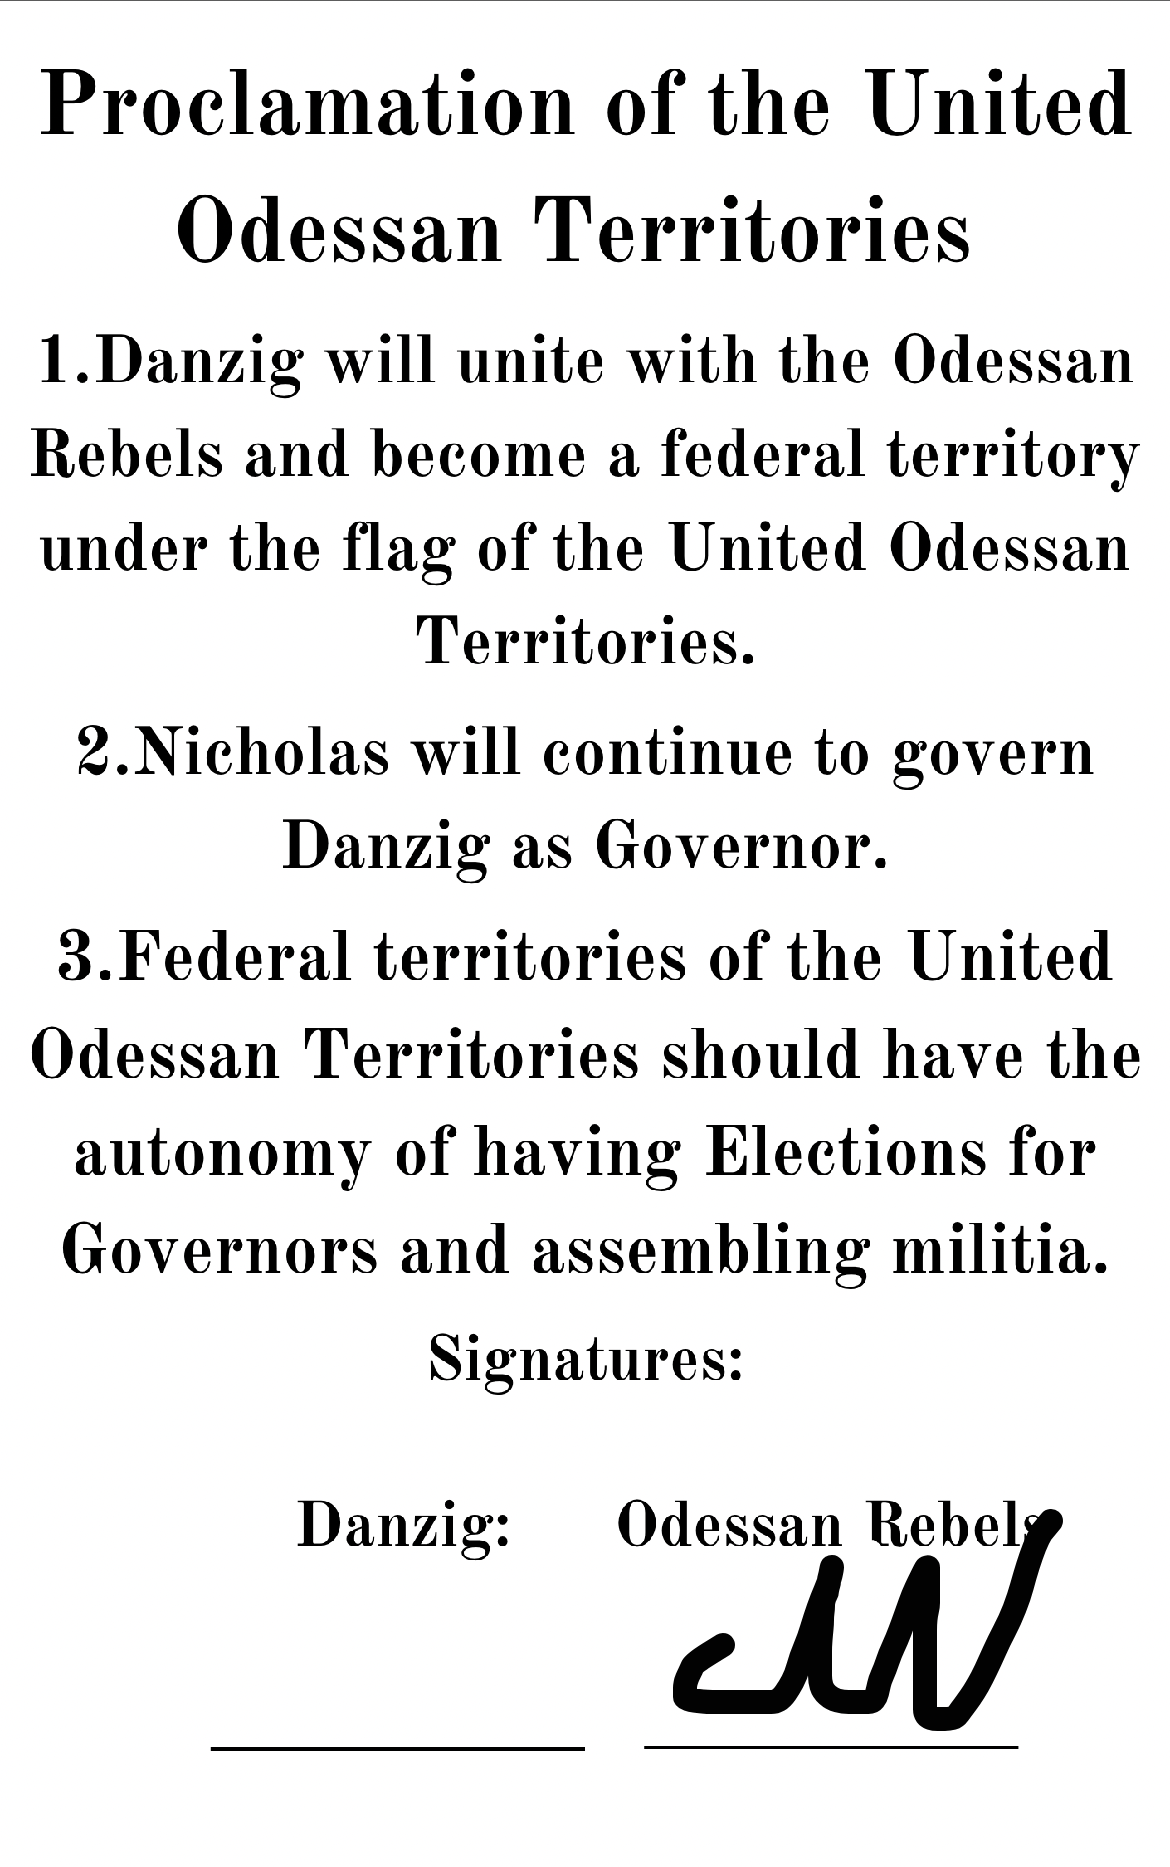 Proclamation of the United
Odessan Territories
1.Danzig will unite with the Odessan
Rebels and become a federal territory
under the flag of the United Odessan
Territories.
2.Nicholas will continue to govern
Danzig as Governor.
3.Federal territories of the United
Odessan Territories should have the
autonomy of having Elections for
Governors and assembling militia.
Signatures:
Danzig: Odessan Rebels